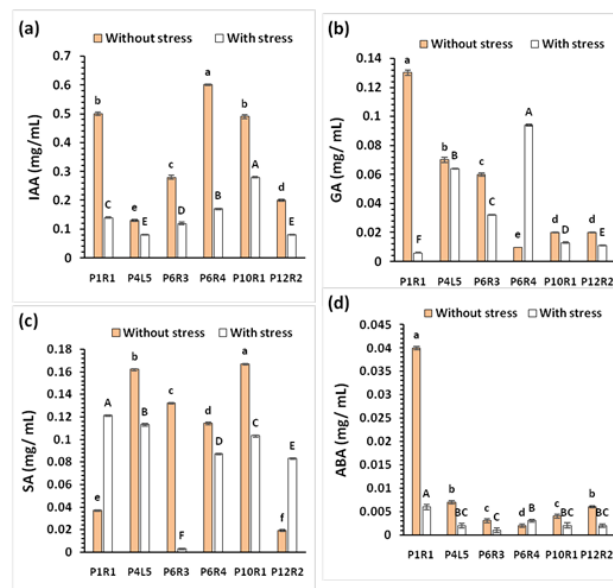 (a)
Without stress With stress
IAA (mg/mL)
0.7
0.6
0.5
0.4
0.3
0.2
0.1
0
b C e E c D a B b A d E
P1R1 P4L5 P6R3 P6R4 P10R1 P12R2
(b)
Without stress With stress
GA (mg/mL)
0.14
0.12
0.1
0.08
0.06
0.04
0.02
0
a F b B c C e A d D d E
P1R1 P4L5 P6R3 P6R4 P10R1 P12R2
(c)
Without stress With stress
SA (mg/ mL)
0.18
0.16
0.14
0.12
0.1
0.08
0.06
0.04
0.02
0
e A b B c F d D a C f E
P1R1 P4L5 P6R3 P6R4 P10R1 P12R2
(d)
Without stress With stress
ABA (mg/ mL)
0.045
0.04
0.035
0.03
0.025
0.02
0.015
0.01
0.005
0
a A b BC c C d B c BC b BC
P1R1 P4L5 P6R3 P6R4 P10R1 P12R2